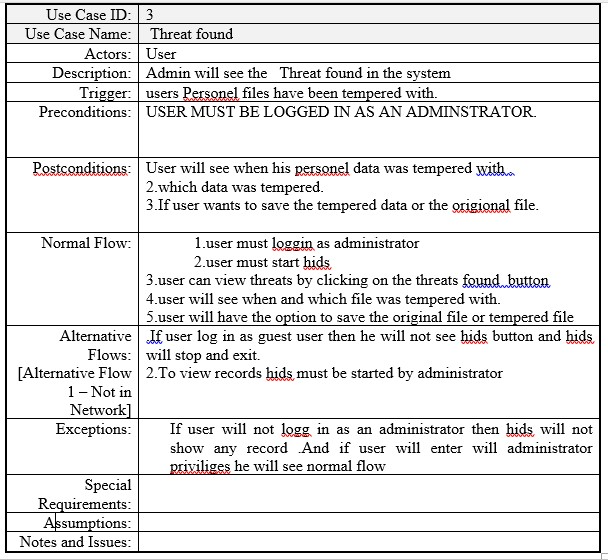 Use Case ID: 3
Use Case Name: Threat found
Actors: User
Description: Admin will see the Threat found in the system
Trigger: users Personel files have been tempered with.
Preconditions: USER MUST BE LOGGED IN AS AN ADMINSTRATOR.
Postconditions: User will see when his personel data was tempered with.
2.which data was tempered.
3.If user wants to save the tempered data or the origional file.
Normal Flow: 1.user must loggin as administrator
2.user must start hids
3.user can view threats by clicking on the threats found button
4.user will see when and which file was tempered with.
5.user will have the option to save the original file or tempered file
Alternative Flows: [Alternative Flow 1 – Not in Network] .If user log in as guest user then he will not see hids button and hids
will stop and exit.
2.To view records hids must be started by administrator
Exceptions: If user will not logg in as an administrator then hids will not
show any record .And if user will enter will administrator
priviliges he will see normal flow
Special
Requirements:
Assumptions:
Notes and Issues: